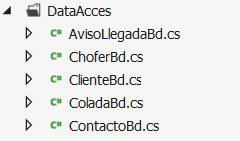 DataAcces
C# AvisoLlegadaBd.cs
C# ChoferBd.cs
C# ClienteBd.cs
C# ColadaBd.cs
C# ContactoBd.cs